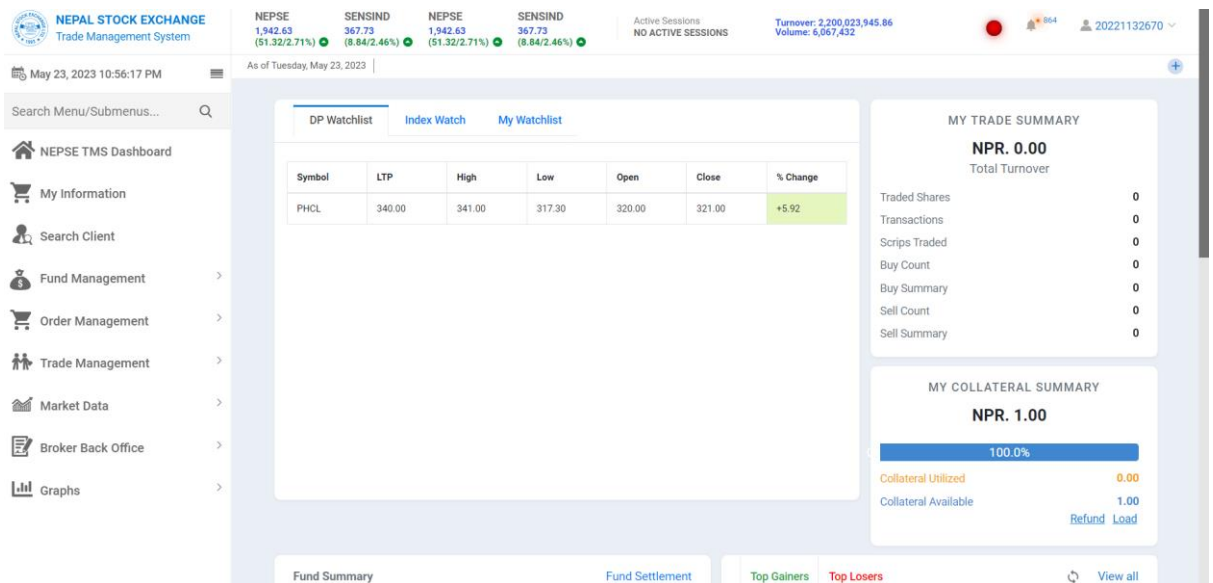 NEPAL STOCK EXCHANGE
Trade Management System
NEPSE SENSIND NEPSE SENSIND
1,942.63 367.73 1,942.63 367.73
(51.32/2.71%) (8.84/2.46%) (51.32/2.71%) (8.84/2.46%)
Active Sessions
NO ACTIVE SESSIONS
Turnover: 2,200,023,945.86
Volume: 6,067,432
864
20221132670
May 23, 2023 10:56:17 PM
As of Tuesday, May 23, 2023
Search Menu/Submenus...
NEPSE TMS Dashboard
My Information
Search Client
Fund Management
Order Management
Trade Management
Market Data
Broker Back Office
Graphs
DP Watchlist Index Watch My Watchlist
Symbol LTP High Low Open Close % Change
PHCL 340.00 341.00 317.30 320.00 321.00 +5.92
MY TRADE SUMMARY
NPR. 0.00
Total Turnover
Traded Shares 0
Transactions 0
Scrips Traded 0
Buy Count 0
Buy Summary 0
Sell Count 0
Sell Summary 0
MY COLLATERAL SUMMARY
NPR. 1.00
100.0%
Collateral Utilized 0.00
Collateral Available 1.00
Refund Load
Fund Summary Fund Settlement
Top Gainers Top Losers View all